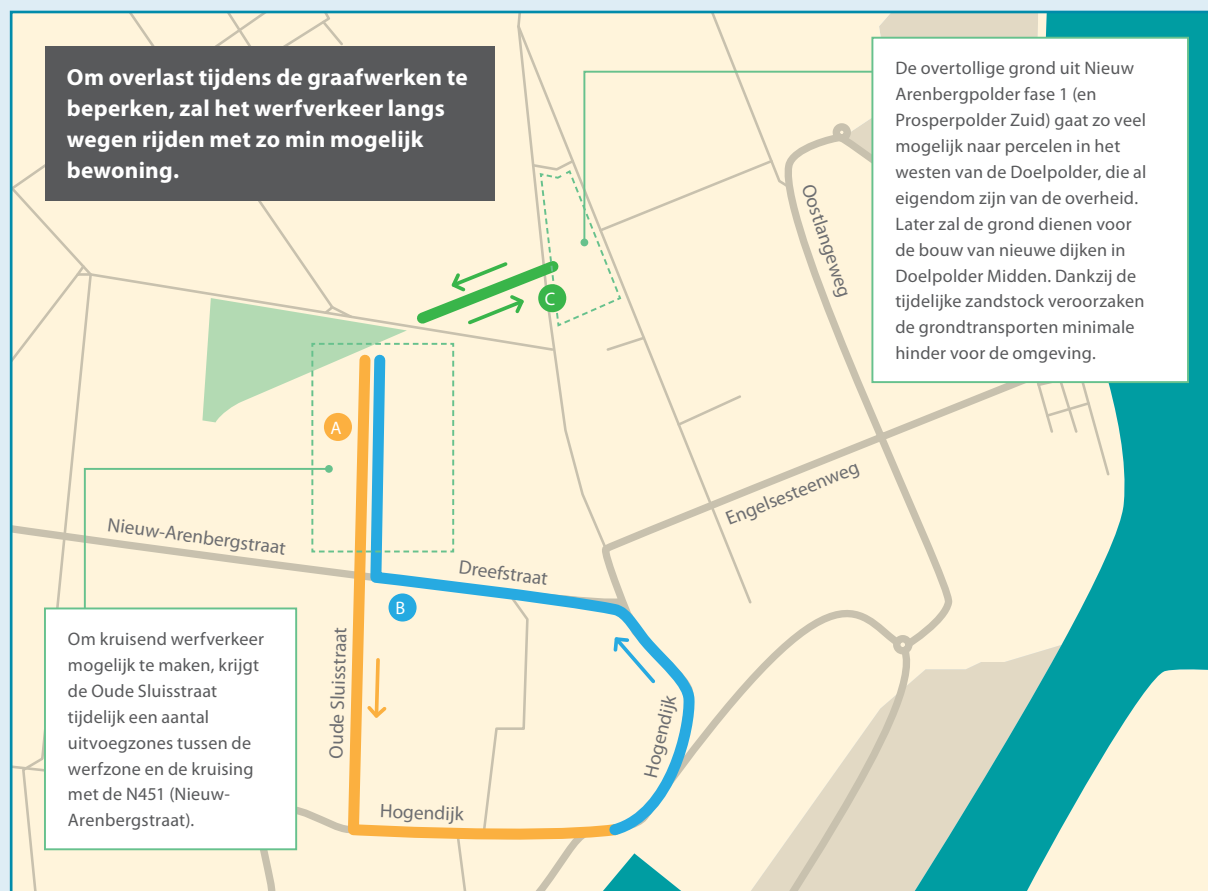 Om overlast tijdens de graafwerken te
beperken, zal het werfverkeer langs
wegen rijden met zo min mogelijk
bewoning.
De overtollige grond uit Nieuw
Arenbergpolder fase 1 (en
Prosperpolder Zuid) gaat zo veel
mogelijk naar percelen in het
westen van de Doelpolder, die al
eigendom zijn van de overheid.
Later zal de grond dienen voor
de bouw van nieuwe dijken in
Doelpolder Midden. Dankzij de
tijdelijke zandstock veroorzaken
de grondtransporten minimale
hinder voor de omgeving.
Oostlangeweg
C
A
Engelsesteenweg
Nieuw-Arenbergstraat
Dreefstraat
B
Om kruisend werfverkeer
mogelijk te maken, krijgt
de Oude Sluisstraat
tijdelijk een aantal
uitvoegzones tussen de
werfzone en de kruising
met de N451 (Nieuw-
Arenbergstraat).
Oude Sluisstraat
Hogendijk
Hogendijk